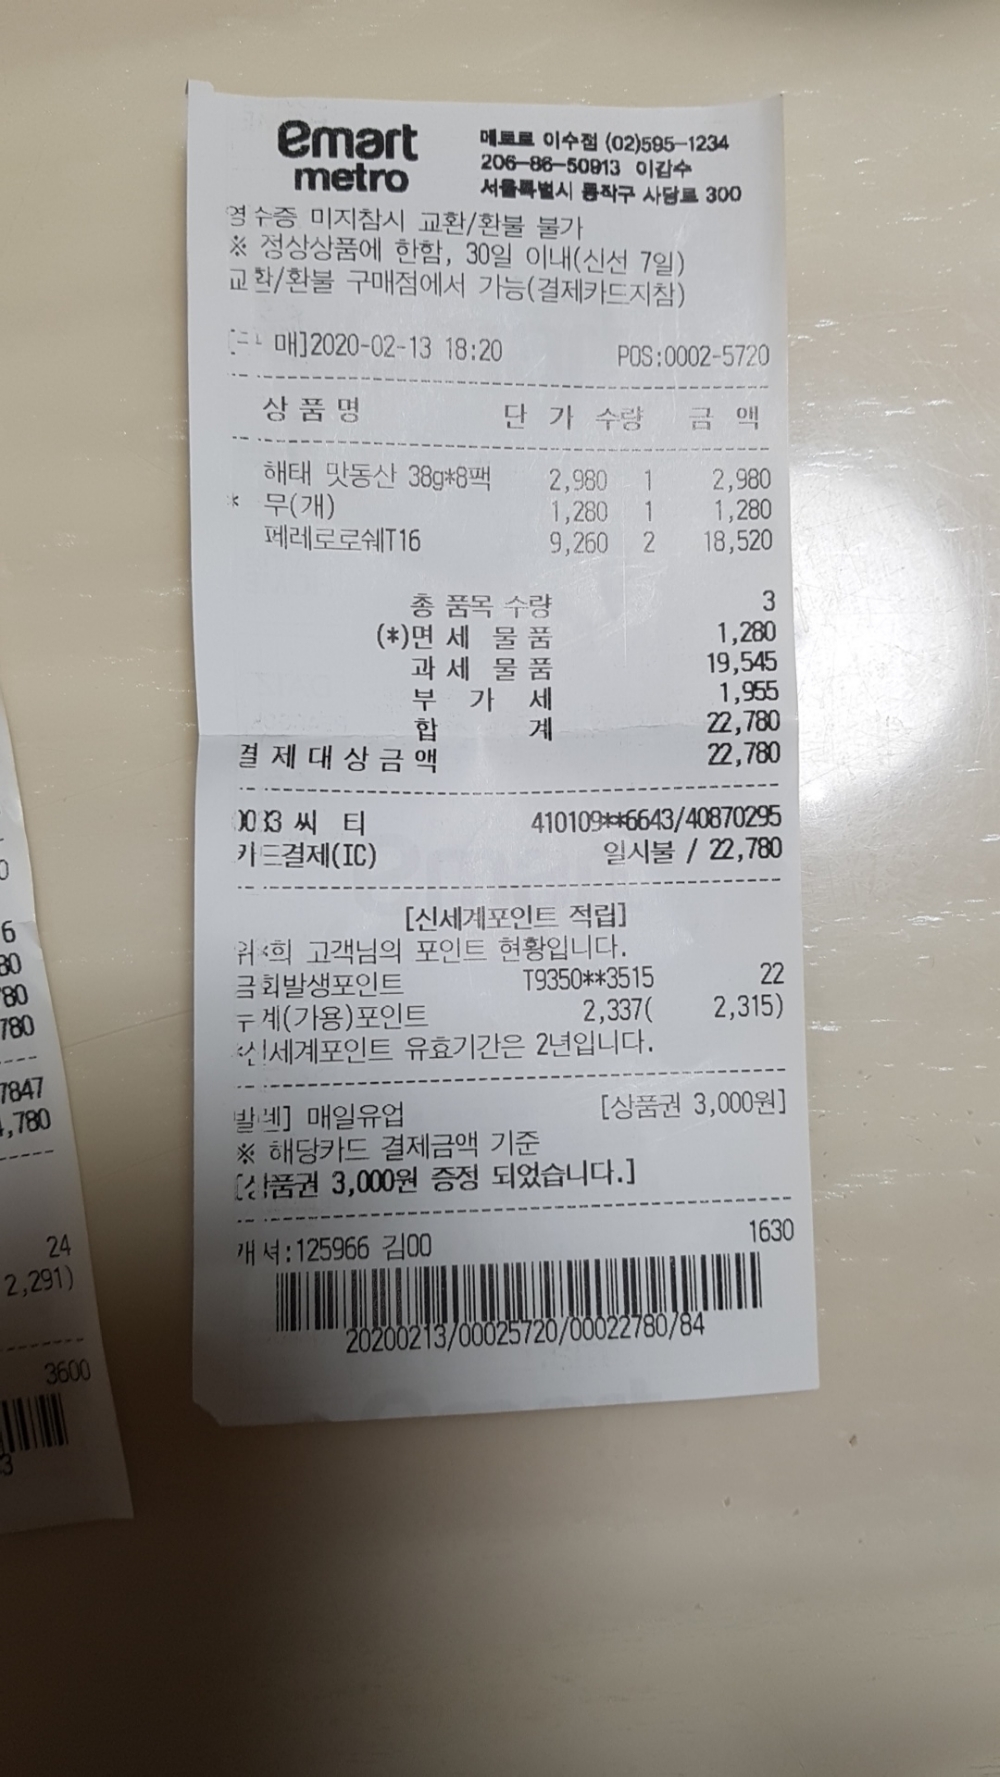 emart
metro
메트로 이수점 (02)595-1234
206-86-50913 이갑수
서울특별시 동작구 사당로 300
영수증 미지참시 교환/환불 불가
※ 정상상품에 한함, 30일 이내(신선 7일)
교환/환불 구매점에서 가능(결제카드지참)
매]2020-02-13 18:20 POS:0002-5720
상품명 단가 수량 금액
해태 맛동산 38g*8팩 2,980 1 2,980
* 무(개) 1,280 1 1,280
페레로로쉐T16 9,260 2 18,520
총 품목 수량 3
(*)면세 물품 1,280
과세 물품 19,545
부가세 1,955
합계 22,780
결제대상금액 22,780
씨티 410109**6643/40870295
카드결제(IC) 일시불 / 22,780
[신세계포인트 적립]
고객님의 포인트 현황입니다.
금회발생포인트 T9350**3515 22
누계(가용)포인트 2,337( 2,315)
*신세계포인트 유효기간은 2년입니다.
매일유업 [상품권 3,000원]
※ 해당카드 결제금액 기준
[상품권 3,000원 증정 되었습니다.]
캐셔:125966 김00 1630
20200213/00025720/00022780/84
6
80
780
7847
,780
24
2,291)
3600
3